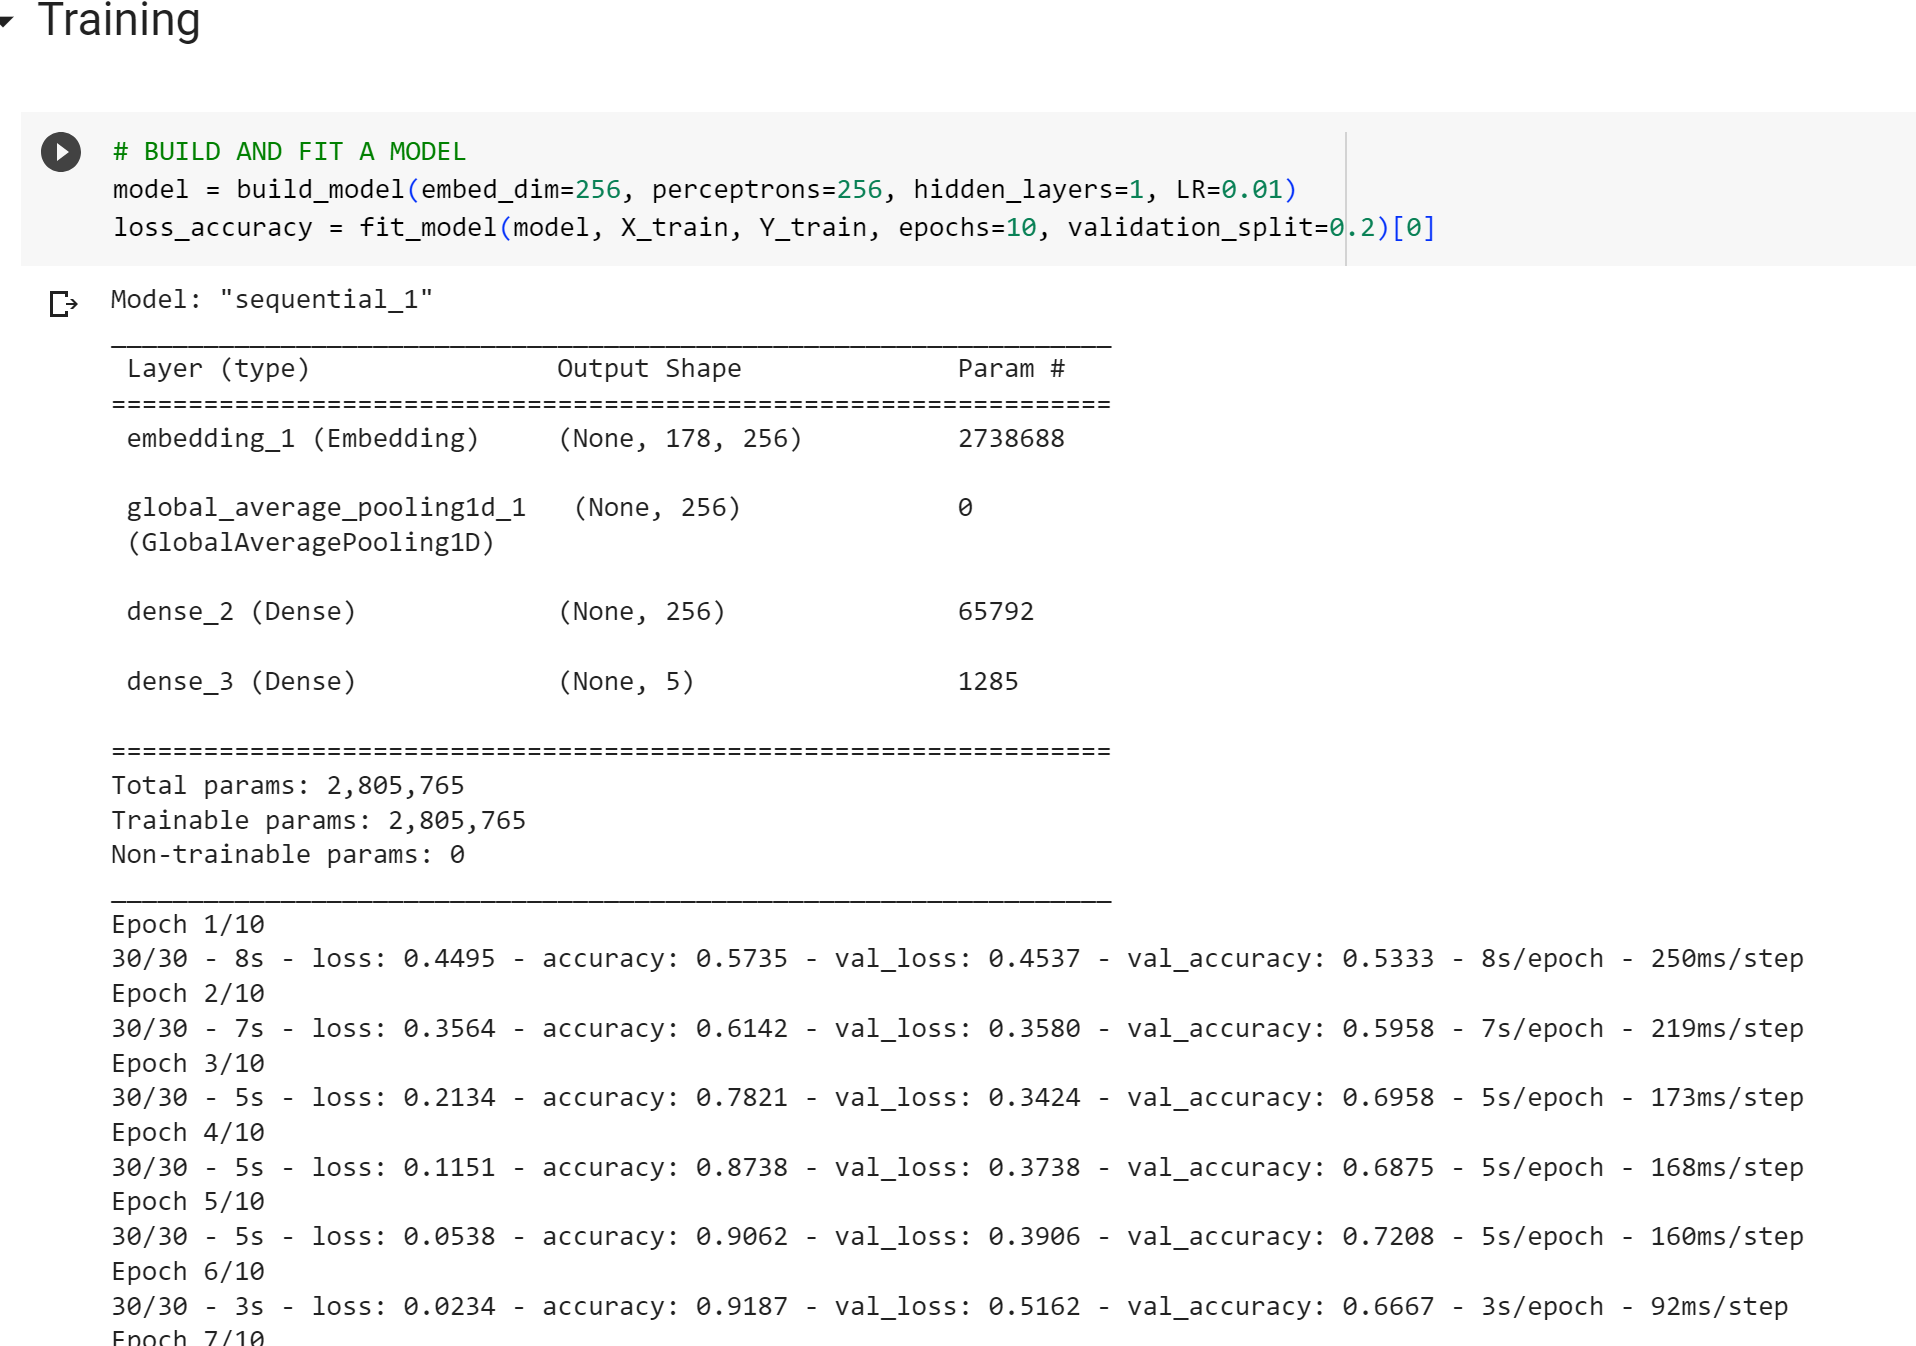 Training
# BUILD AND FIT A MODEL
model = build_model(embed_dim=256, perceptrons=256, hidden_layers=1, LR=0.01)
loss_accuracy = fit_model(model, X_train, Y_train, epochs=10, validation_split=0.2)[0]
Model: "sequential_1"
_________________________________________________________________
Layer (type) Output Shape Param #
=================================================================
embedding_1 (Embedding) (None, 178, 256) 2738688
global_average_pooling1d_1 (None, 256) 0
(GlobalAveragePooling1D)
dense_2 (Dense) (None, 256) 65792
dense_3 (Dense) (None, 5) 1285
=================================================================
Total params: 2,805,765
Trainable params: 2,805,765
Non-trainable params: 0
_________________________________________________________________
Epoch 1/10
30/30 - 8s - loss: 0.4495 - accuracy: 0.5735 - val_loss: 0.4537 - val_accuracy: 0.5333 - 8s/epoch - 250ms/step
Epoch 2/10
30/30 - 7s - loss: 0.3564 - accuracy: 0.6142 - val_loss: 0.3580 - val_accuracy: 0.5958 - 7s/epoch - 219ms/step
Epoch 3/10
30/30 - 5s - loss: 0.2134 - accuracy: 0.7821 - val_loss: 0.3424 - val_accuracy: 0.6958 - 5s/epoch - 173ms/step
Epoch 4/10
30/30 - 5s - loss: 0.1151 - accuracy: 0.8738 - val_loss: 0.3738 - val_accuracy: 0.6875 - 5s/epoch - 168ms/step
Epoch 5/10
30/30 - 5s - loss: 0.0538 - accuracy: 0.9062 - val_loss: 0.3906 - val_accuracy: 0.7208 - 5s/epoch - 160ms/step
Epoch 6/10
30/30 - 3s - loss: 0.0234 - accuracy: 0.9187 - val_loss: 0.5162 - val_accuracy: 0.6667 - 3s/epoch - 92ms/step
Epoch 7/10